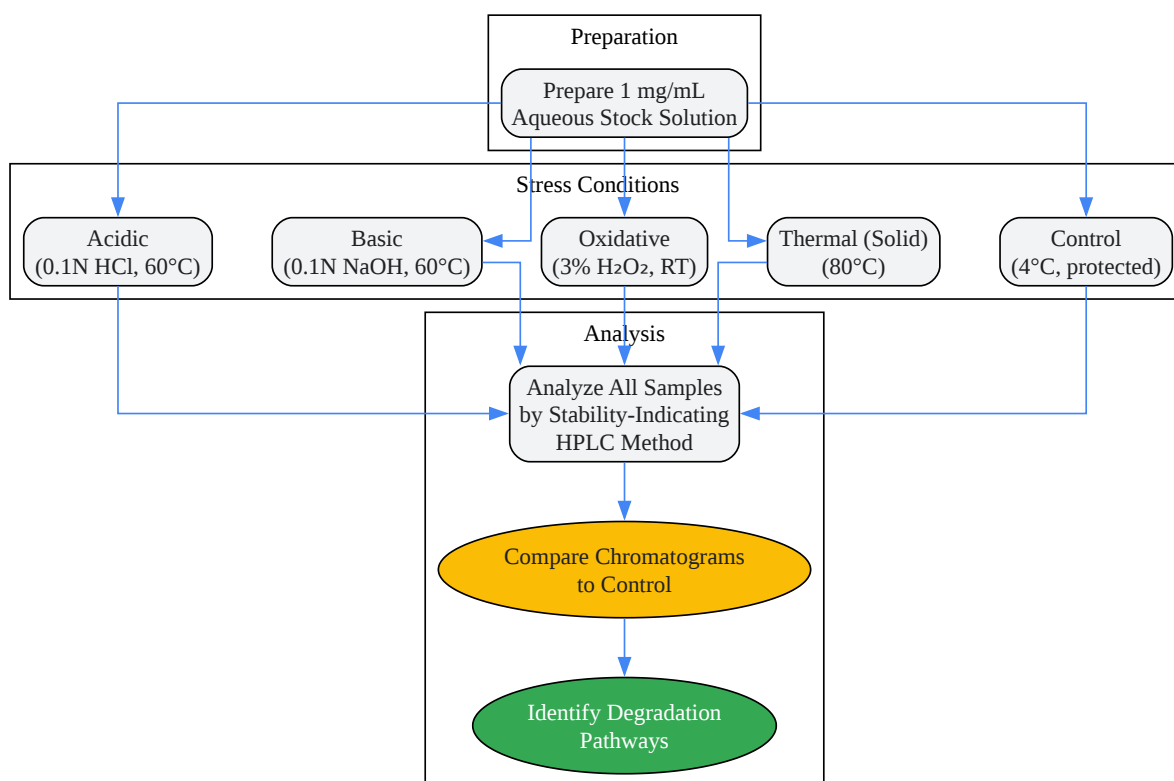 Preparation
Prepare 1 mg/mL
Aqueous Stock Solution
Stress Conditions
Acidic
(0.1N HCl, 60°C)
Basic
(0.1N NaOH, 60°C)
Oxidative
(3% H₂O₂, RT)
Thermal (Solid)
(80°C)
Control
(4°C, protected)
Analysis
Analyze All Samples
by Stability-Indicating
HPLC Method
Compare Chromatograms
to Control
Identify Degradation
Pathways